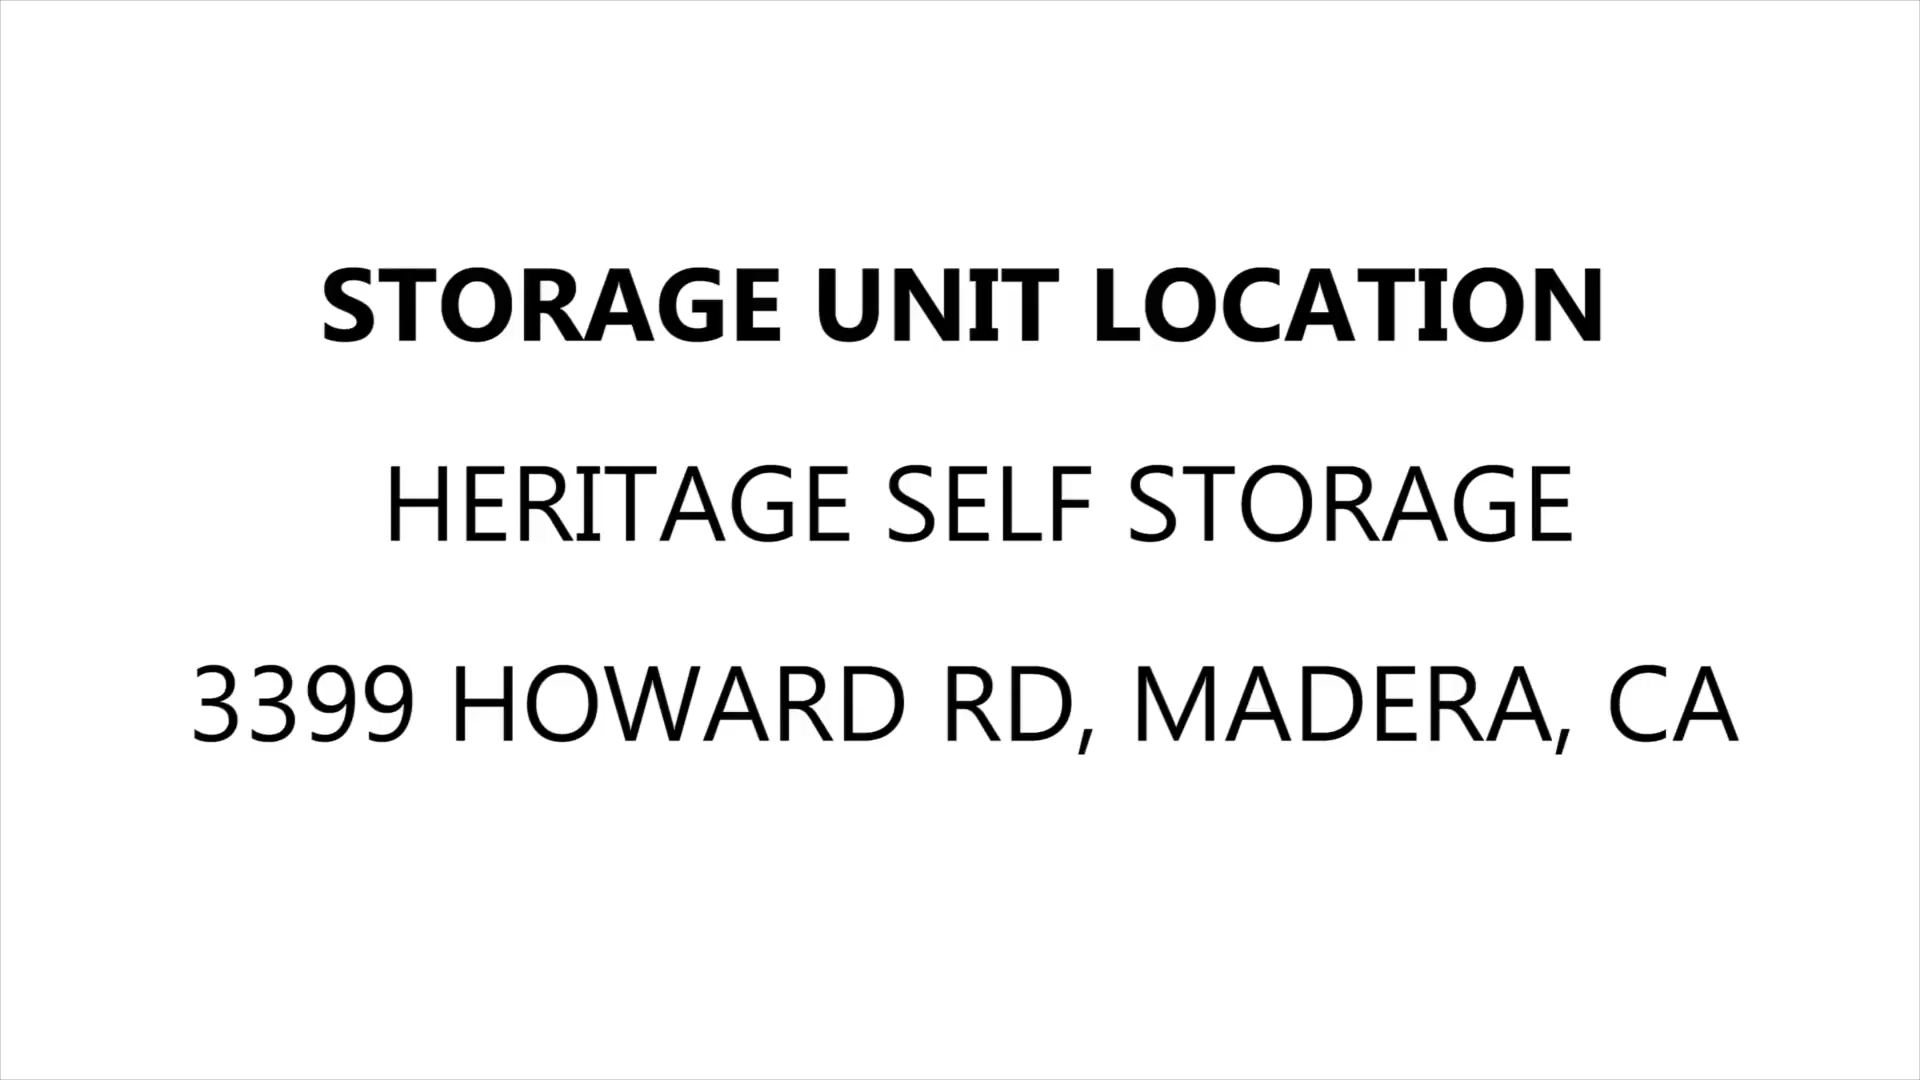 STORAGE UNIT LOCATION
HERITAGE SELF STORAGE
3399 HOWARD RD, MADERA, CA